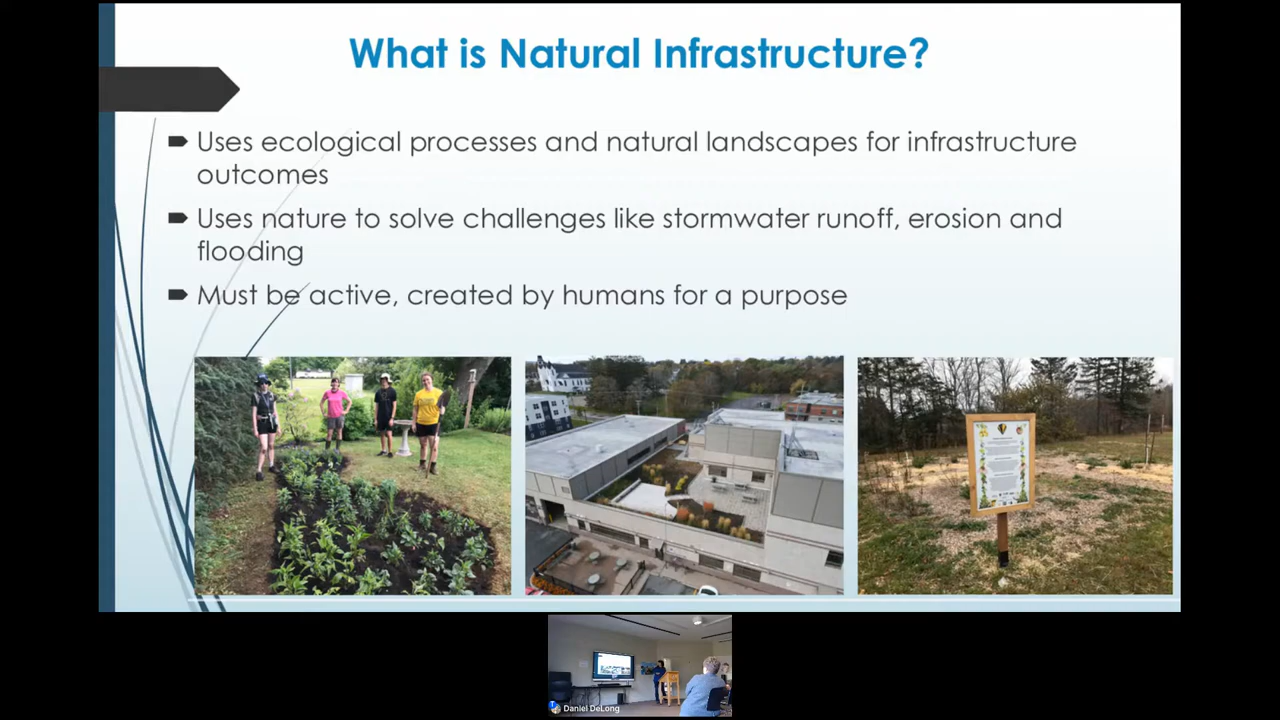 What is Natural Infrastructure?
Uses ecological processes and natural landscapes for infrastructure
outcomes
Uses nature to solve challenges like stormwater runoff, erosion and
flooding
Must be active, created by humans for a purpose
Daniel DeLong